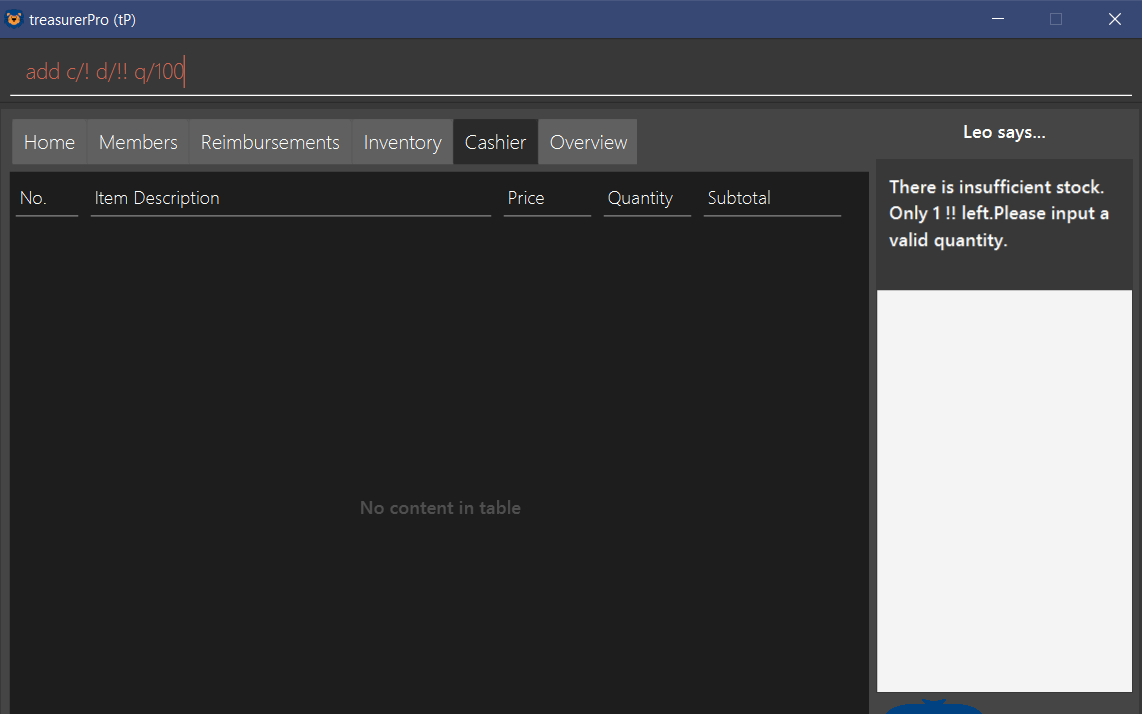 treasurerPro (tP)
add c/! d/!! q/100
Home Members Reimbursements Inventory Cashier Overview
Leo says...
No. Item Description Price Quantity Subtotal
There is insufficient stock.
Only 1 !! left.Please input a
valid quantity.
No content in table